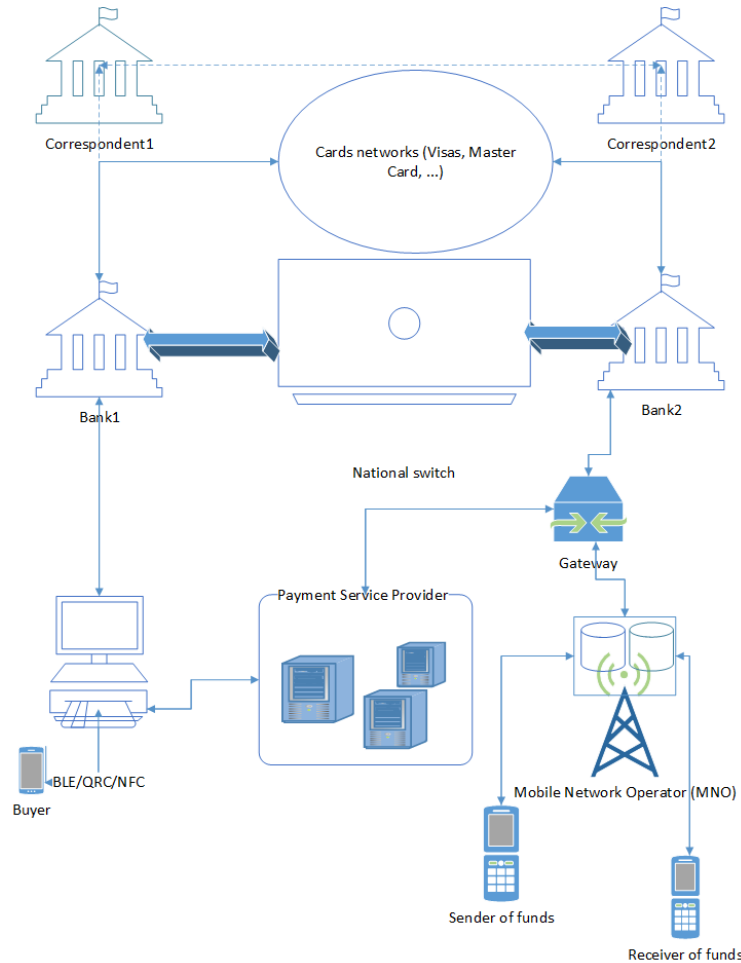 Correspondent1
Correspondent2
Cards networks (Visas, Master
Card, ...)
Bank1
Bank2
National switch
Gateway
Payment Service Provider
BLE/QRC/NFC
Buyer
Mobile Network Operator (MNO)
Sender of funds
Receiver of funds